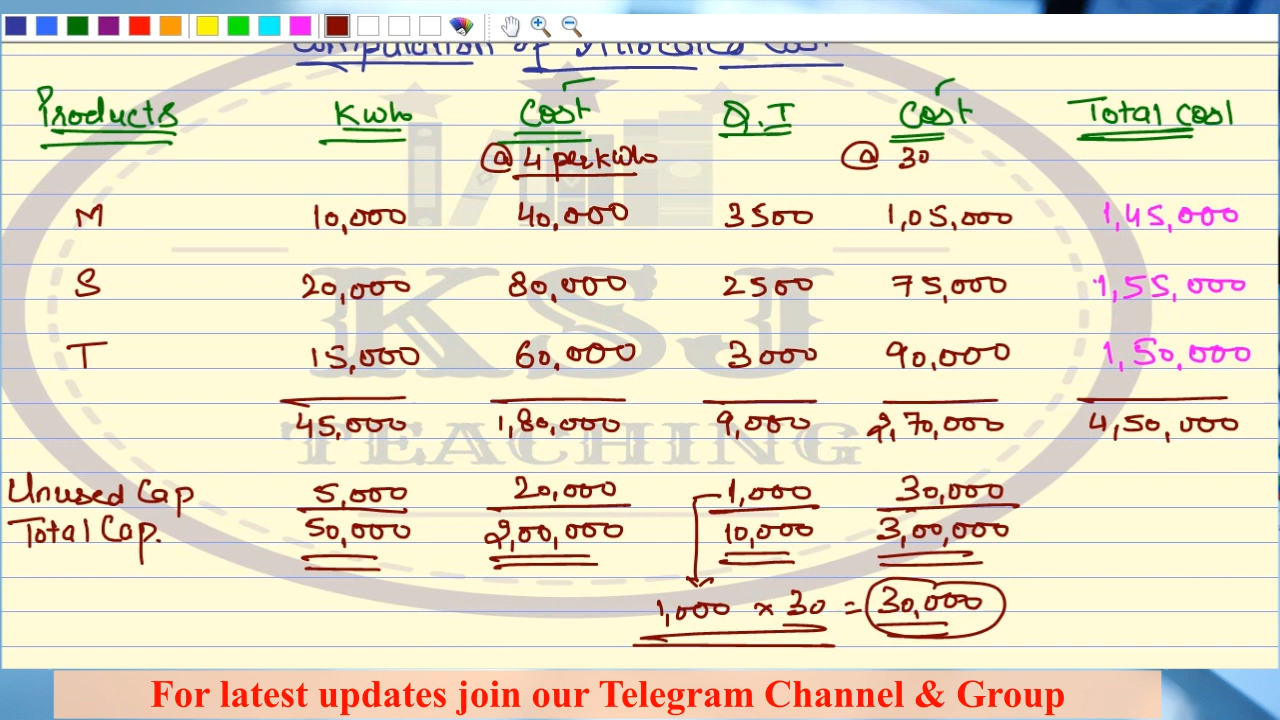 Computation of Allocated Cost
Products Kwh Cost Q.I Cost Total cost
@ 4 per kwh @ 30
M 10,000 40,000 3500 1,05,000 1,45,000
S 20,000 80,000 2500 75,000 1,55,000
T 15,000 60,000 3000 90,000 1,50,000
45,000 1,80,000 9,000 2,70,000 4,50,000
Unused Cap 5,000 20,000 1,000 30,000
Total Cap. 50,000 2,00,000 10,000 3,00,000
1,000 x 30 = 30,000
KSJ
TEACHING
For latest updates join our Telegram Channel & Group